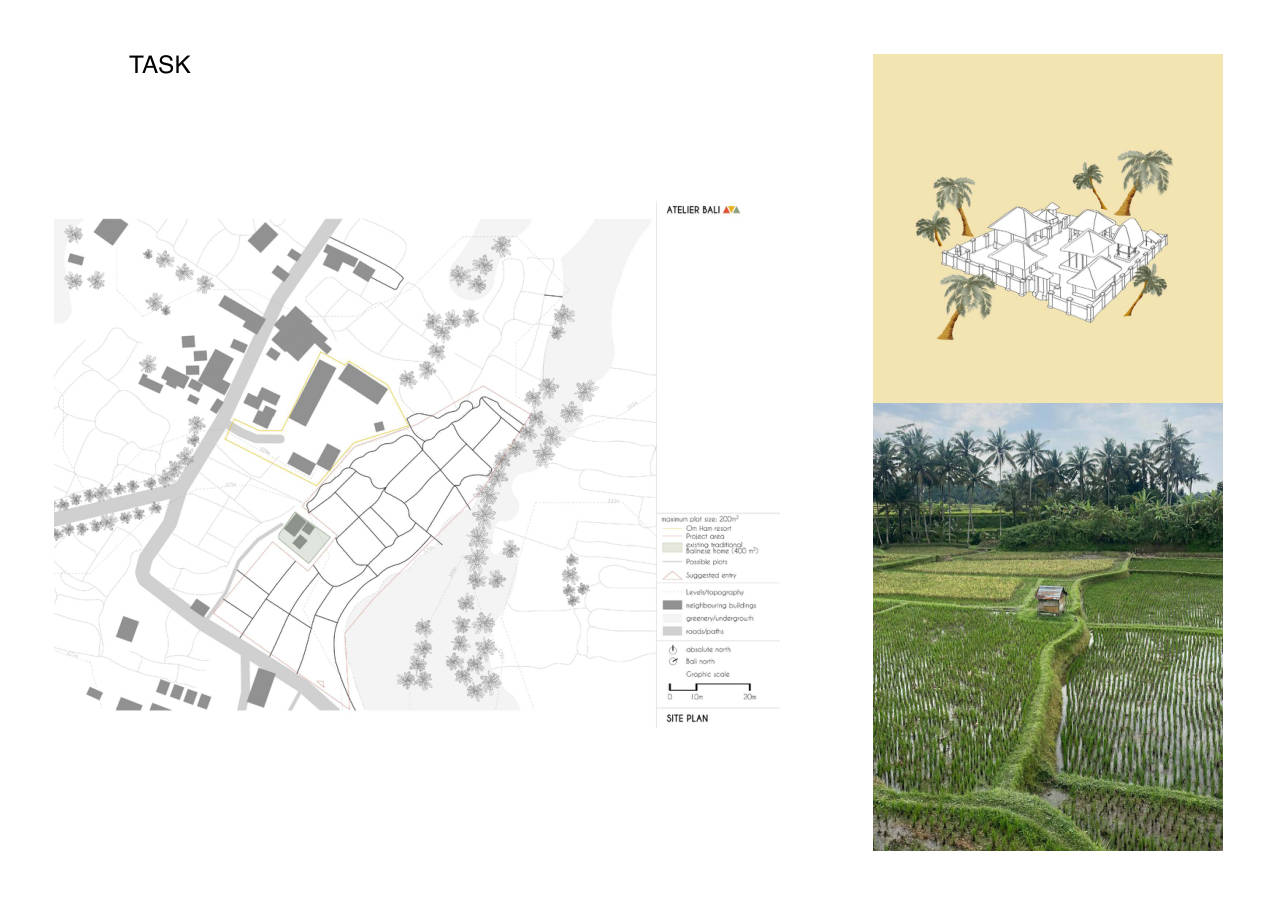 TASK
ATELIER BALI
maximum plot size: 200m²
Om Ham resort
Project area
existing traditional
Balinese home (400 m²)
Possible plots
Suggested entry
Levels/topography
neighbouring buildings
greenery/undergrowth
roads/paths
absolute north
Bali north
Graphic scale
0 10m 30m
SITE PLAN